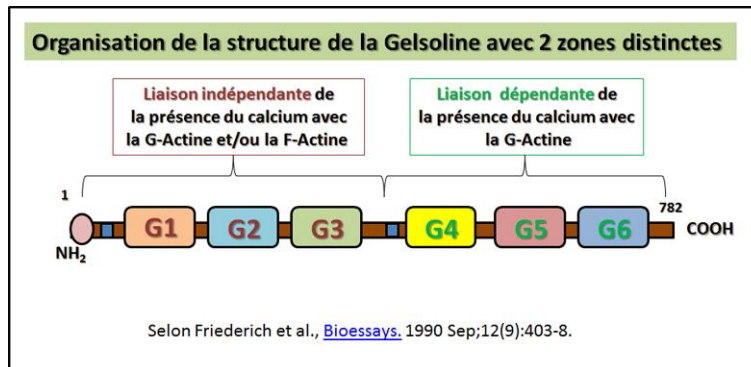 Organisation de la structure de la Gelsoline avec 2 zones distinctes
Liaison indépendante de
la présence du calcium avec
la G-Actine et/ou la F-Actine
Liaison dépendante de
la présence du calcium avec
la G-Actine
1
782
G1 G2 G3 G4 G5 G6 COOH
NH2
Selon Friederich et al., Bioessays. 1990 Sep;12(9):403-8.